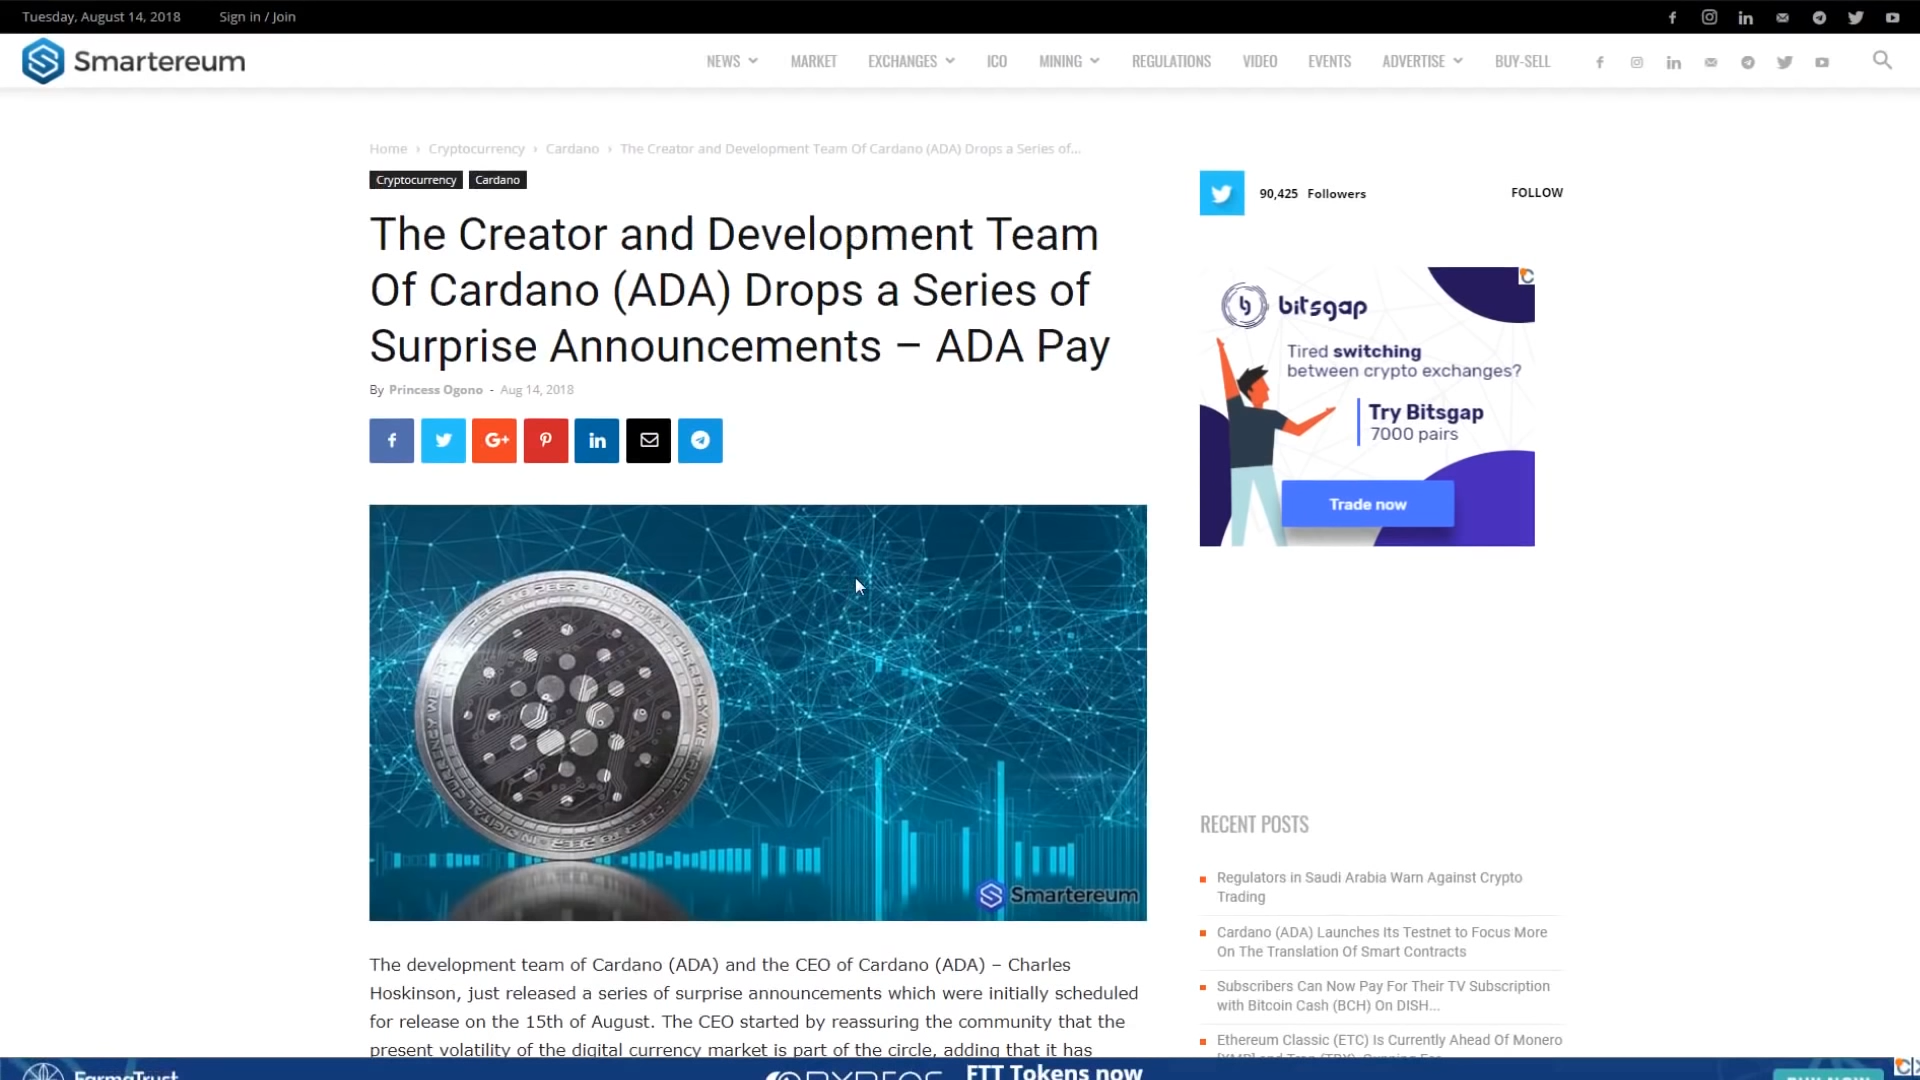 Tuesday, August 14, 2018 Sign in / Join
Smartereum NEWS MARKET EXCHANGES ICO MINING REGULATIONS VIDEO EVENTS ADVERTISE BUY-SELL
Home › Cryptocurrency › Cardano › The Creator and Development Team Of Cardano (ADA) Drops a Series of...
Cryptocurrency Cardano
The Creator and Development Team
Of Cardano (ADA) Drops a Series of
Surprise Announcements – ADA Pay
By Princess Ogono - Aug 14, 2018
G+ in
Smartereum
The development team of Cardano (ADA) and the CEO of Cardano (ADA) – Charles
Hoskinson, just released a series of surprise announcements which were initially scheduled
for release on the 15th of August. The CEO started by reassuring the community that the
present volatility of the digital currency market is part of the circle, adding that it has
90,425 Followers FOLLOW
bitsgap
Tired switching
between crypto exchanges?
Try Bitsgap
7000 pairs
Trade now
RECENT POSTS
Regulators in Saudi Arabia Warn Against Crypto
Trading
Cardano (ADA) Launches Its Testnet to Focus More
On The Translation Of Smart Contracts
Subscribers Can Now Pay For Their TV Subscription
with Bitcoin Cash (BCH) On DISH...
Ethereum Classic (ETC) Is Currently Ahead Of Monero
FarmaTrust FTT Tokens now